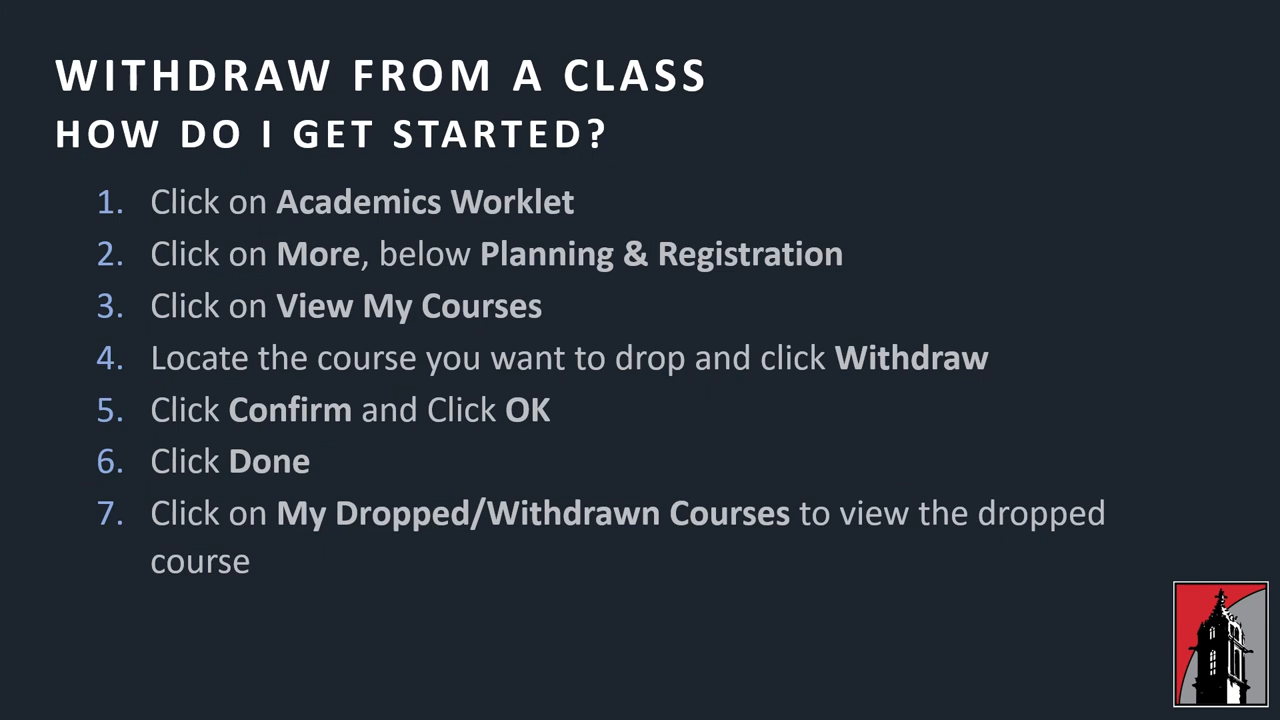 WITHDRAW FROM A CLASS
HOW DO I GET STARTED?
1. Click on Academics Worklet
2. Click on More, below Planning & Registration
3. Click on View My Courses
4. Locate the course you want to drop and click Withdraw
5. Click Confirm and Click OK
6. Click Done
7. Click on My Dropped/Withdrawn Courses to view the dropped
course